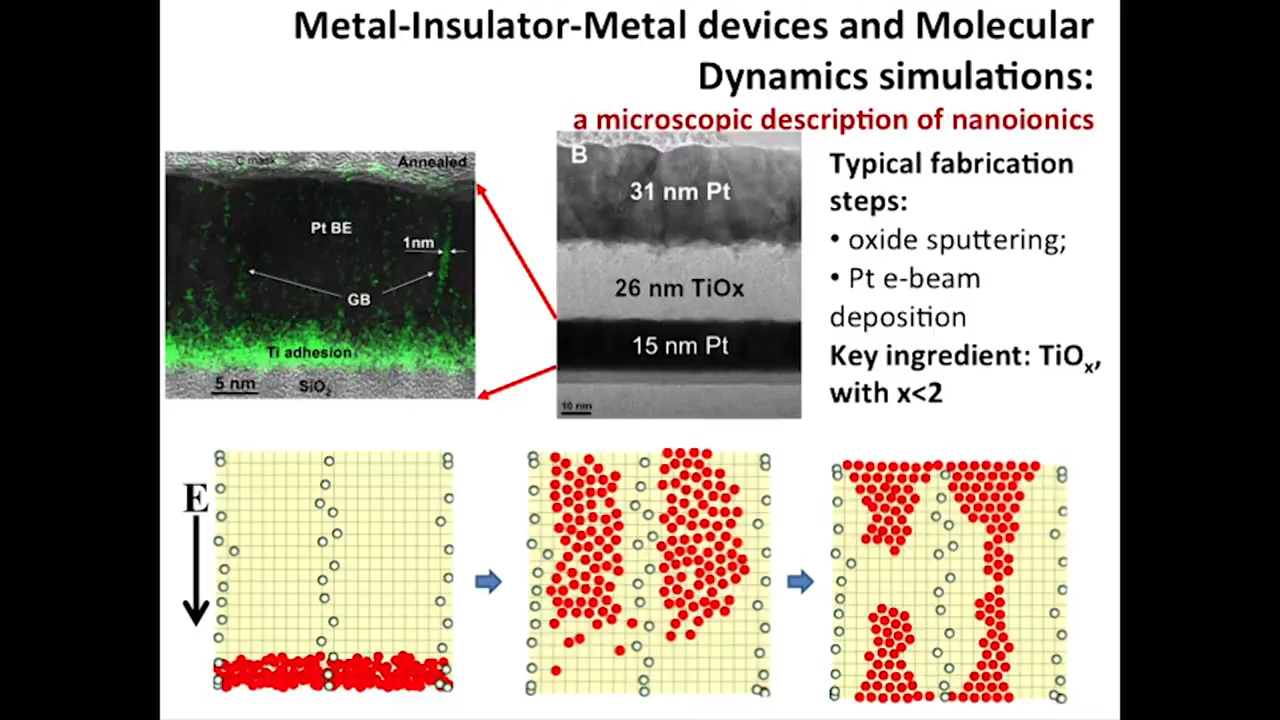 Metal-Insulator-Metal devices and Molecular
Dynamics simulations:
a microscopic description of nanoionics
C mask
Annealed
Pt BE
1nm
GB
Ti adhesion
5 nm
SiO2
B
31 nm Pt
26 nm TiOx
15 nm Pt
10 nm
Typical fabrication
steps:
• oxide sputtering;
• Pt e-beam
deposition
Key ingredient: TiOx,
with x<2
E